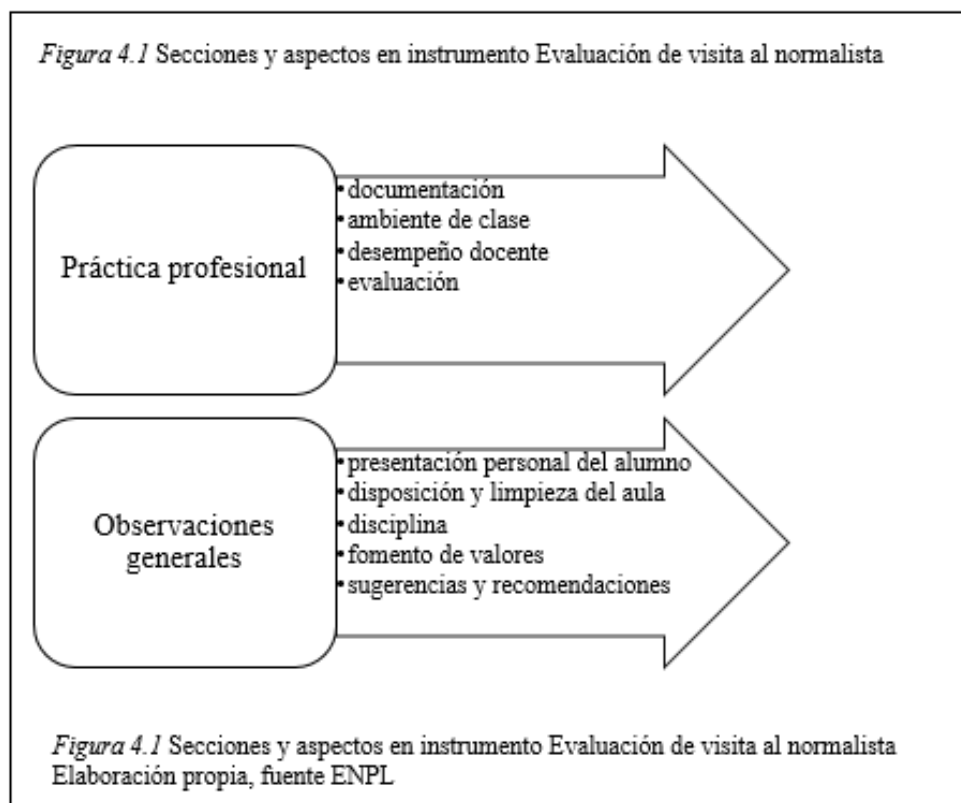 Figura 4.1 Secciones y aspectos en instrumento Evaluación de visita al normalista
Práctica profesional
•documentación
•ambiente de clase
•desempeño docente
•evaluación
Observaciones
generales
•presentación personal del alumno
•disposición y limpieza del aula
•disciplina
•fomento de valores
•sugerencias y recomendaciones
Figura 4.1 Secciones y aspectos en instrumento Evaluación de visita al normalista
Elaboración propia, fuente ENPL